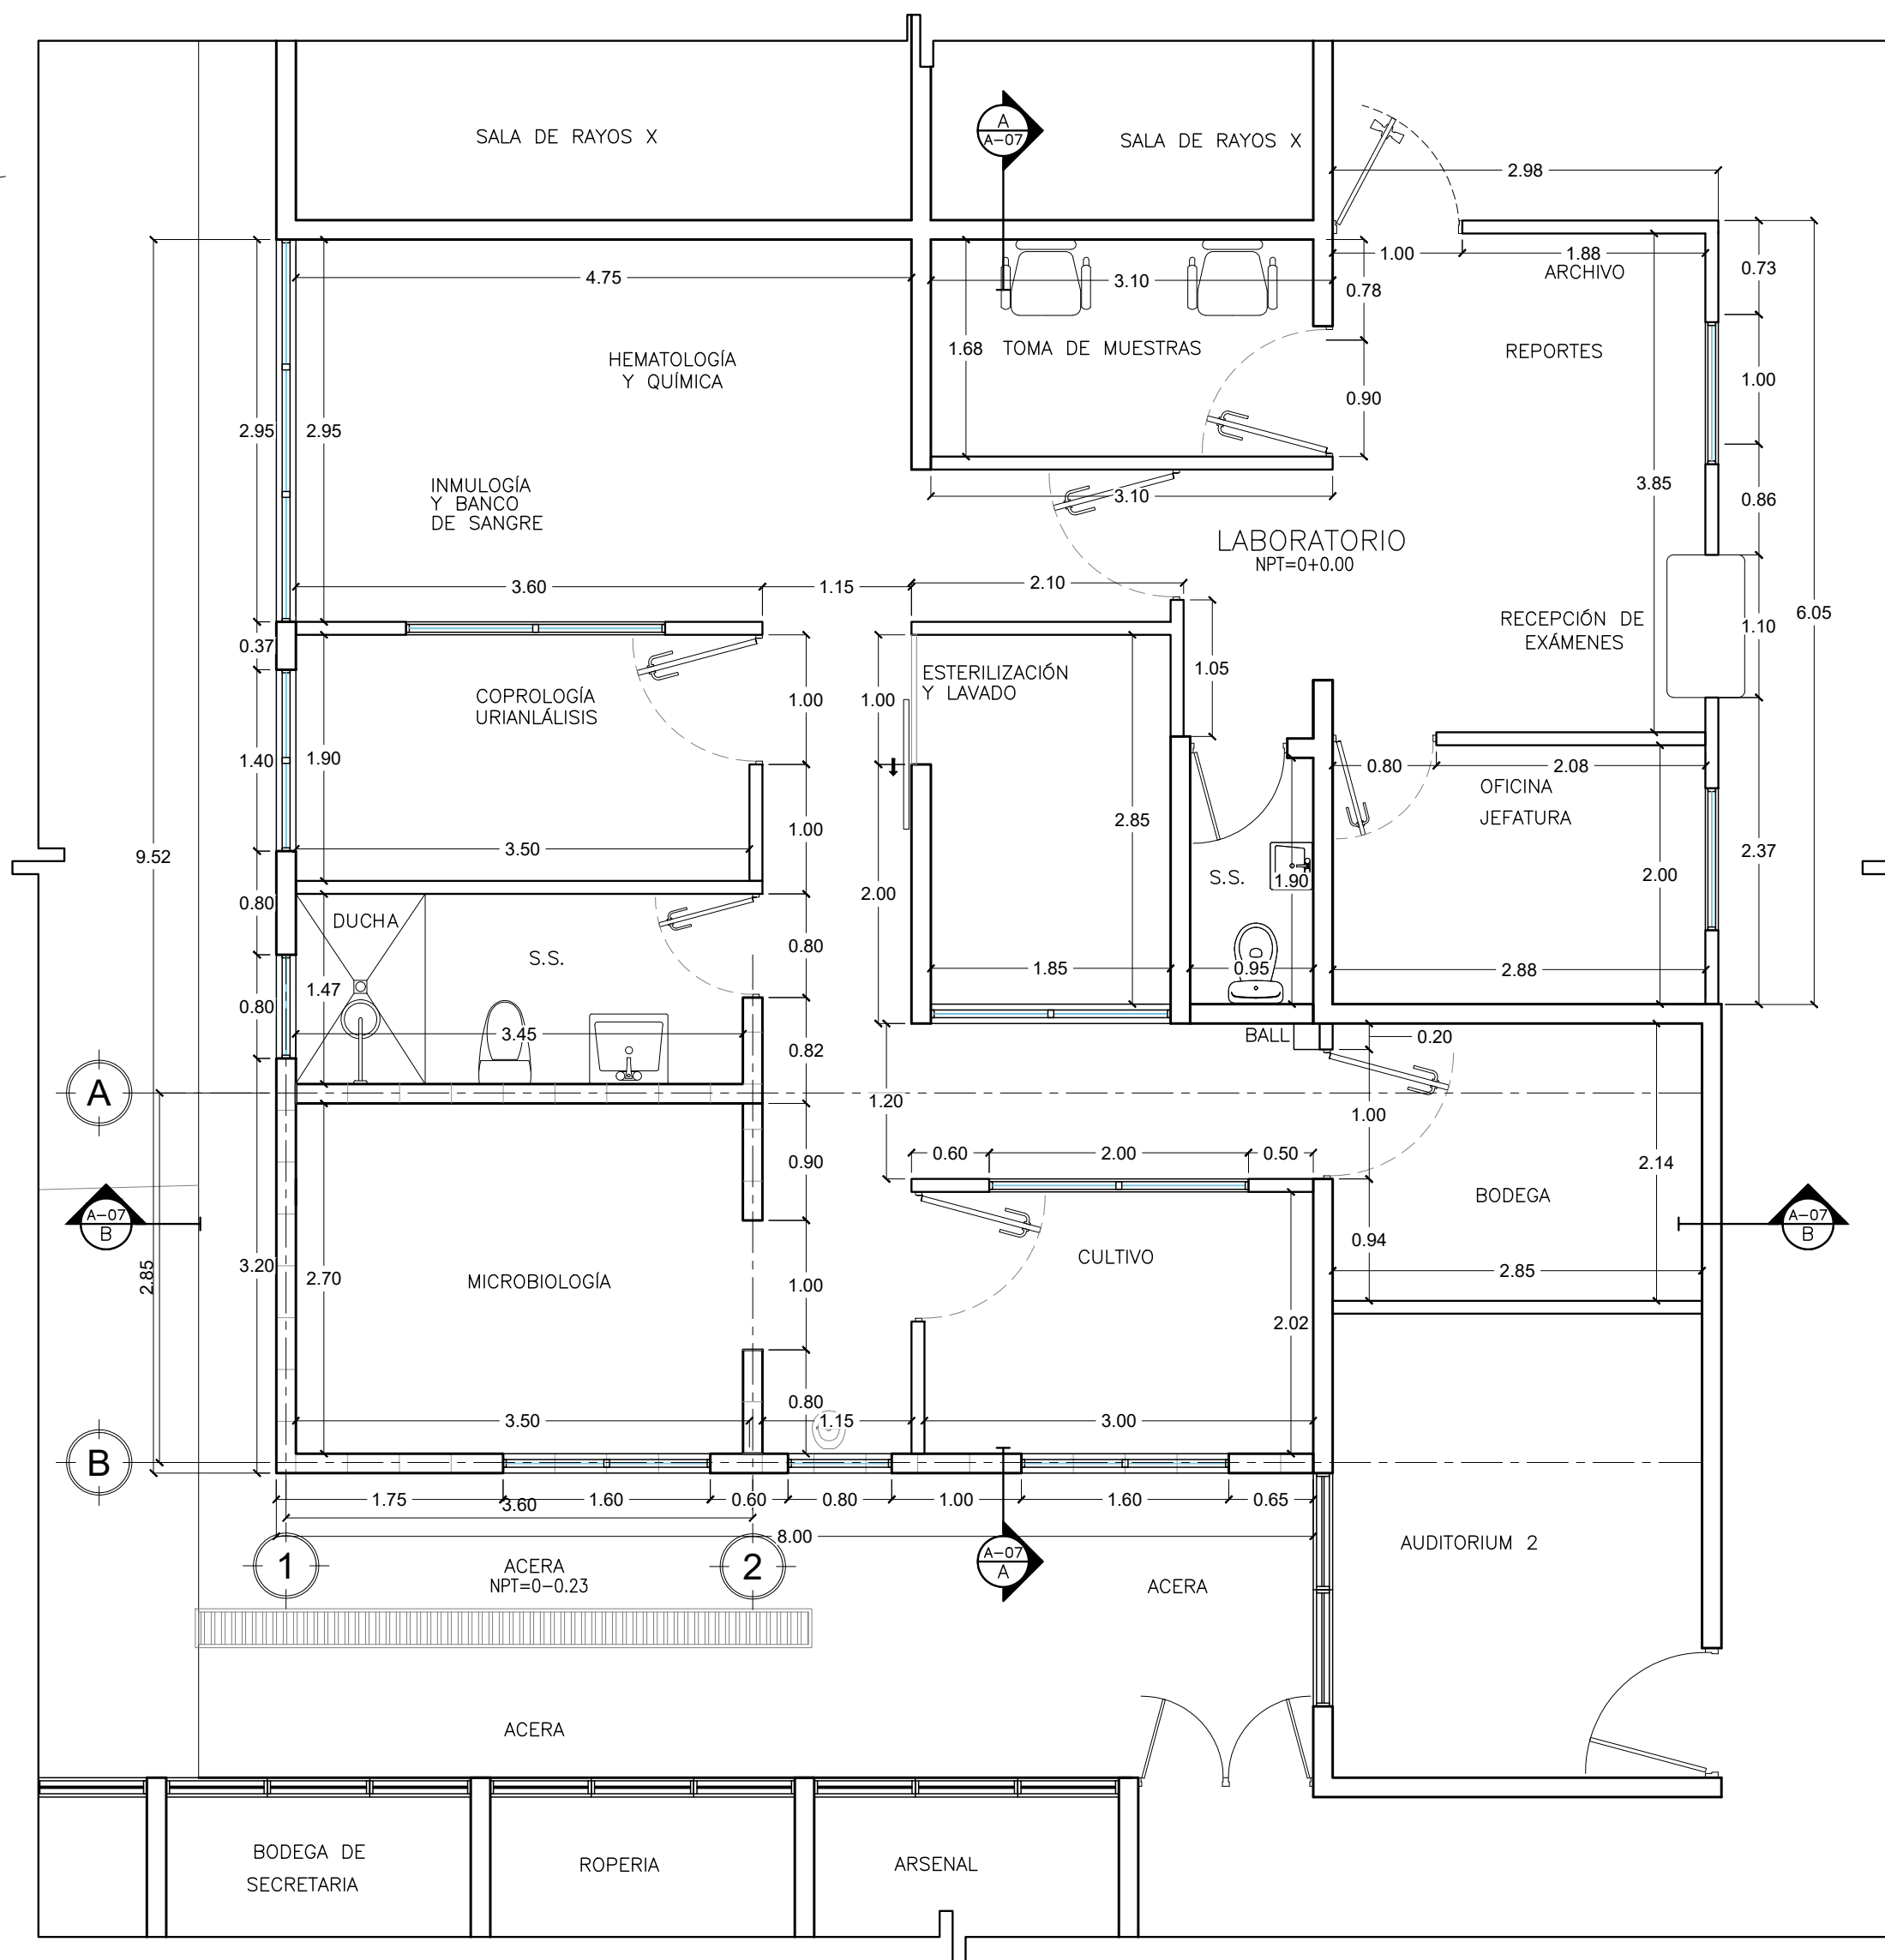 SALA DE RAYOS X
A
A-07
SALA DE RAYOS X
2.98
1.00
1.88
ARCHIVO
0.73
4.75
3.10
0.78
1.68
TOMA DE MUESTRAS
REPORTES
HEMATOLOGÍA
Y QUÍMICA
1.00
0.90
2.95
2.95
INMULOGÍA
Y BANCO
DE SANGRE
3.10
3.85
0.86
LABORATORIO
NPT=0+0.00
3.60
1.15
2.10
6.05
RECEPCIÓN DE
EXÁMENES
1.10
0.37
ESTERILIZACIÓN
Y LAVADO
1.05
COPROLOGÍA
URIANLÁLISIS
1.00
1.00
1.40
1.90
0.80
2.08
OFICINA
JEFATURA
2.85
1.00
3.50
9.52
2.37
S.S.
1.90
2.00
2.00
0.80
DUCHA
S.S.
0.80
1.85
0.95
2.88
1.47
0.80
3.45
0.82
BALL
0.20
A
1.20
1.00
0.60
2.00
0.50
0.90
2.14
BODEGA
A-07
B
A-07
B
0.94
CULTIVO
2.85
3.20
2.70
MICROBIOLOGÍA
1.00
2.85
2.02
0.80
3.50
1.15
3.00
B
1.75
3.60
1.60
0.60
0.80
1.00
1.60
0.65
8.00
AUDITORIUM 2
1
2
A-07
A
ACERA
NPT=0-0.23
ACERA
ACERA
BODEGA DE
SECRETARIA
ROPERIA
ARSENAL